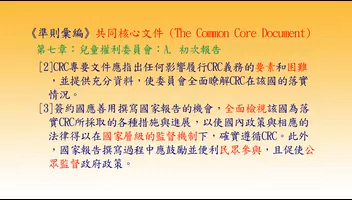 《準則彙編》共同核心文件 (The Common Core Document)
第七章：兒童權利委員會：A. 初次報告
[2]CRC專要文件應指出任何影響履行CRC義務的要素和困難
，並提供充分資料，使委員會全面瞭解CRC在該國的落實
情況。
[3]簽約國應善用撰寫國家報告的機會，全面檢視該國為落
實CRC所採取的各種措施與進展，以使國內政策與相應的
法律得以在國家層級的監督機制下，確實遵循CRC。此外
，國家報告撰寫過程中應鼓勵並便利民眾參與，且促使公
眾監督政府政策。